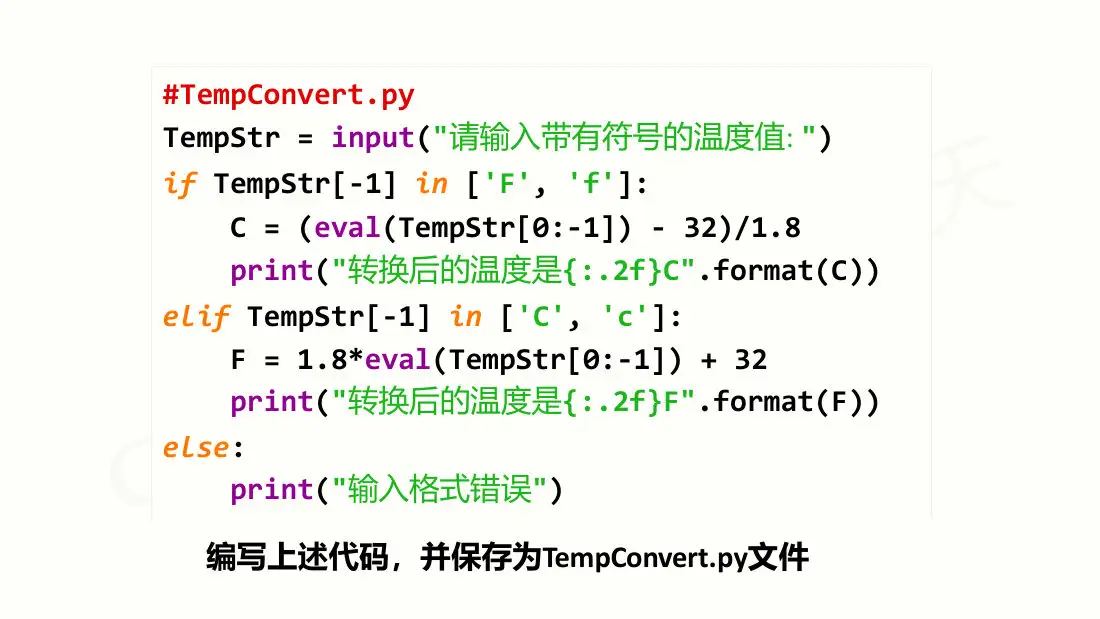 #TempConvert.py
TempStr = input("请输入带有符号的温度值: ")
if TempStr[-1] in ['F', 'f']:
    C = (eval(TempStr[0:-1]) - 32)/1.8
    print("转换后的温度是{:.2f}C".format(C))
elif TempStr[-1] in ['C', 'c']:
    F = 1.8*eval(TempStr[0:-1]) + 32
    print("转换后的温度是{:.2f}F".format(F))
else:
    print("输入格式错误")
编写上述代码，并保存为TempConvert.py文件